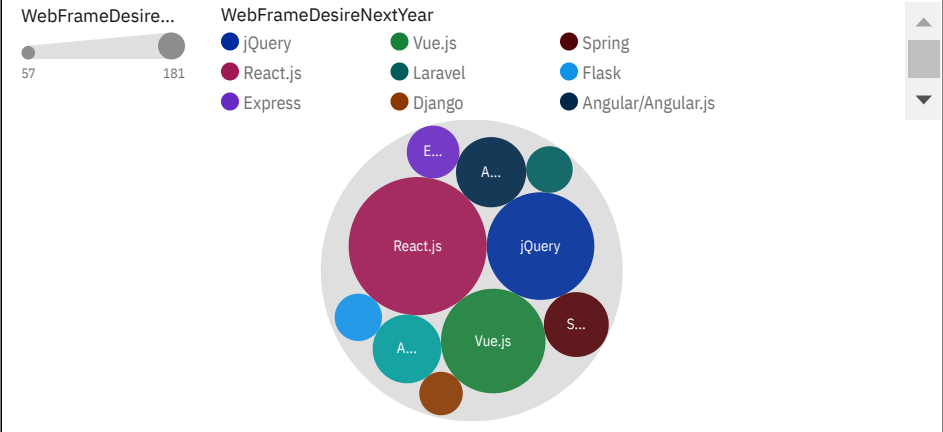 WebFrameDesire...
57
181
WebFrameDesireNextYear
jQuery
Vue.js
Spring
React.js
Laravel
Flask
Express
Django
Angular/Angular.js
E...
A...
React.js
jQuery
S...
Vue.js
A...